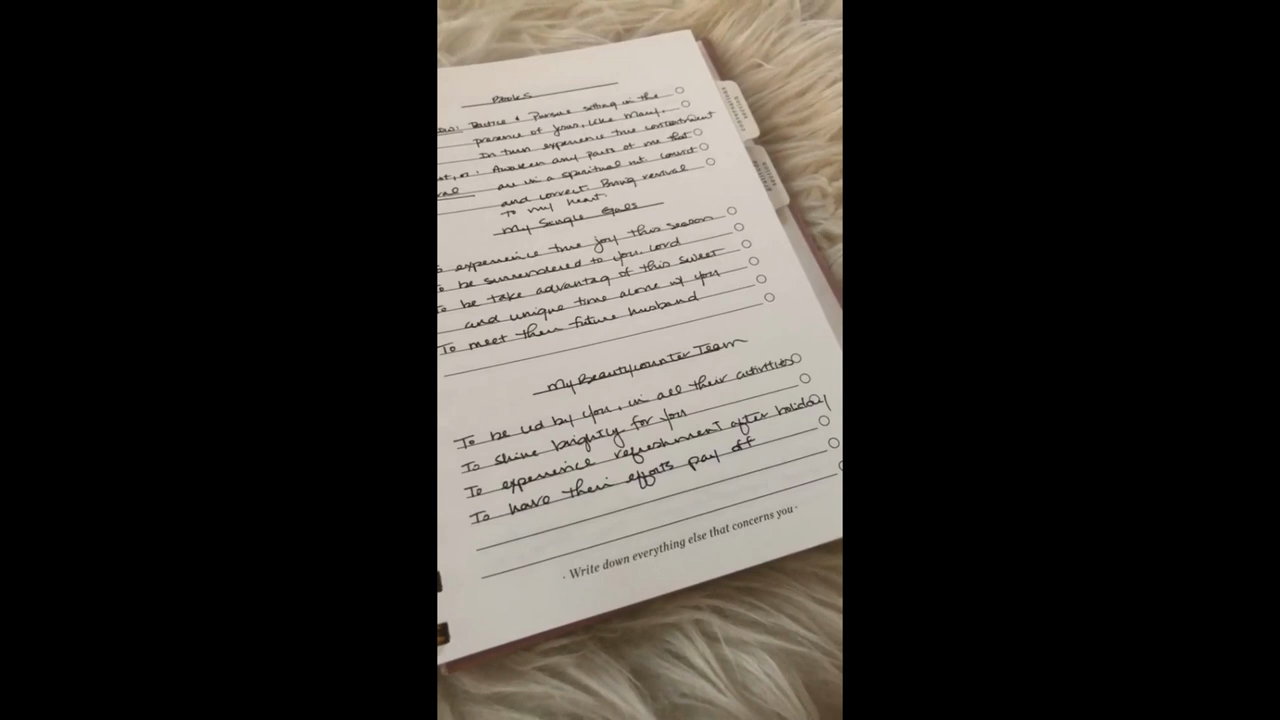 Books
Practice & Pursue sitting in the
presence of Jesus, like Mary.
In turn experience true contentment
Awaken any parts of me that
are in a spiritual rut. convict
and correct. Bring revival
To my heart.
My Single Gals
To experience true joy this season
To be surrendered to you, Lord
To be take advantag of this sweet
and unique time alone w/ you
To meet their future husband
My Beautycounter Team
To be led by you, in all their activities
To shine brightly for you
To experience refreshment after holiday
To have their efforts pay off
· Write down everything else that concerns you ·